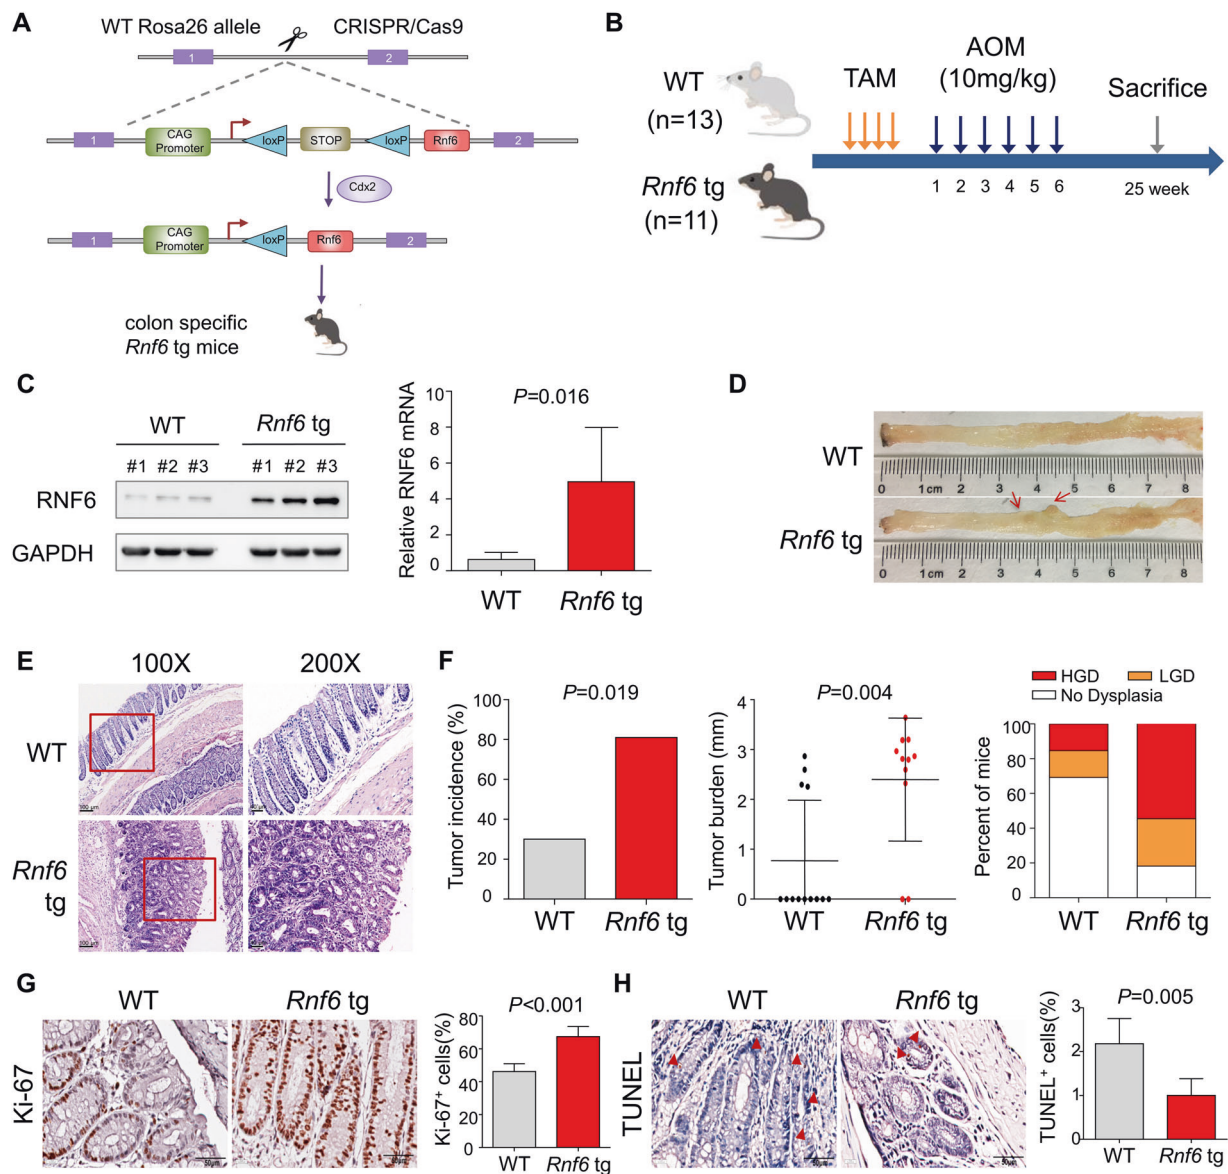 A
WT Rosa26 allele
CRISPR/Cas9
1
2
1
CAG
Promoter
loxP
STOP
loxP
Rnf6
2
Cdx2
1
CAG
Promoter
loxP
Rnf6
2
colon specific
Rnf6 tg mice
B
WT
(n=13)
Rnf6 tg
(n=11)
TAM
AOM
(10mg/kg)
Sacrifice
1 2 3 4 5 6
25 week
C
WT
Rnf6 tg
#1 #2 #3
#1 #2 #3
RNF6
GAPDH
Relative RNF6 mRNA
10
8
6
4
2
0
P=0.016
WT
Rnf6 tg
D
WT
0 1cm 2 3 4 5 6 7 8
Rnf6 tg
0 1cm 2 3 4 5 6 7 8
E
100X
200X
WT
Rnf6
tg
F
Tumor incidence (%)
100
80
60
40
20
0
P=0.019
WT
Rnf6 tg
Tumor burden (mm)
4
3
2
1
0
P=0.004
WT
Rnf6 tg
HGD
LGD
No Dysplasia
Percent of mice
100
80
60
40
20
0
WT
Rnf6 tg
G
WT
Rnf6 tg
Ki-67
50μm
50μm
Ki-67+ cells(%)
80
60
40
20
0
P<0.001
WT
Rnf6 tg
H
WT
Rnf6 tg
TUNEL
50μm
50μm
TUNEL+ cells(%)
3
2
1
0
P=0.005
WT
Rnf6 tg